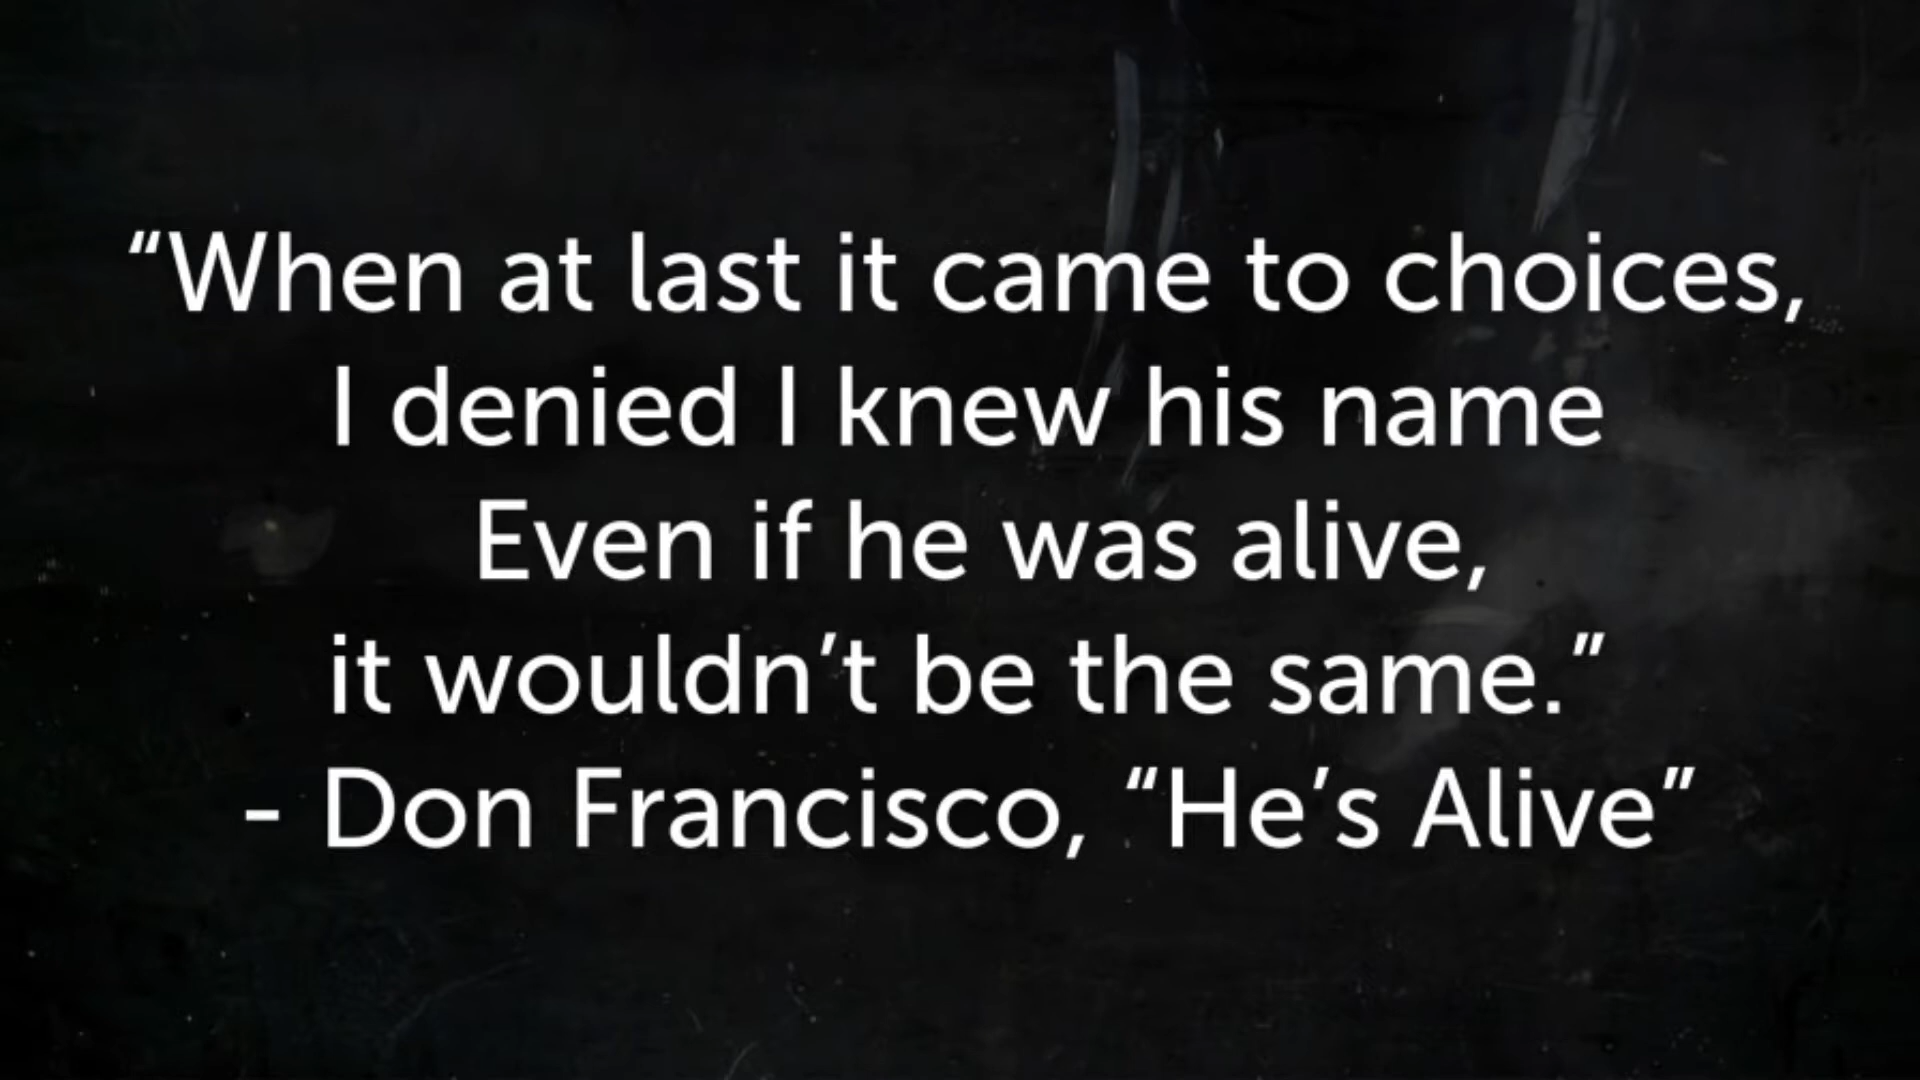 “When at last it came to choices,
I denied I knew his name
Even if he was alive,
it wouldn’t be the same.”
- Don Francisco, “He’s Alive”